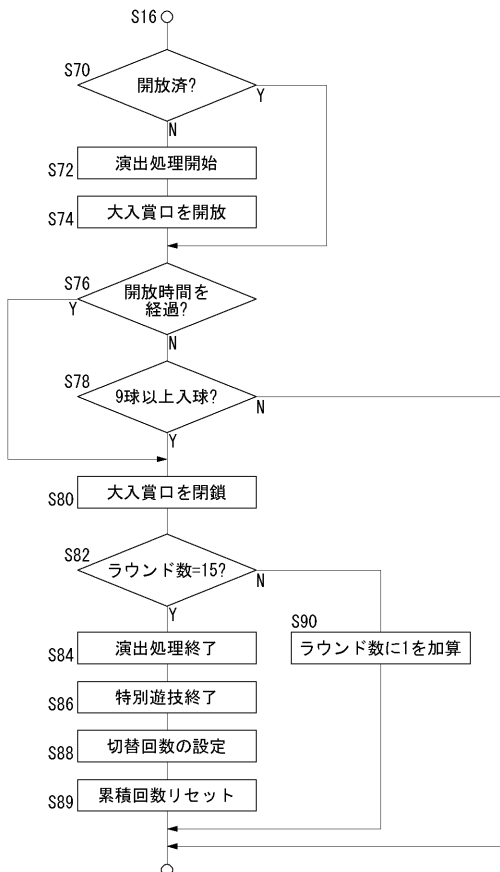 S16
S70
開放済?
Y
N
S72
演出処理開始
S74
大入賞口を開放
S76
開放時間を
経過?
Y
N
S78
9球以上入球?
N
Y
S80
大入賞口を閉鎖
S82
ラウンド数=15?
N
Y
S90
ラウンド数に1を加算
S84
演出処理終了
S86
特別遊技終了
S88
切替回数の設定
S89
累積回数リセット